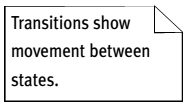 Transitions show
movement between
states.